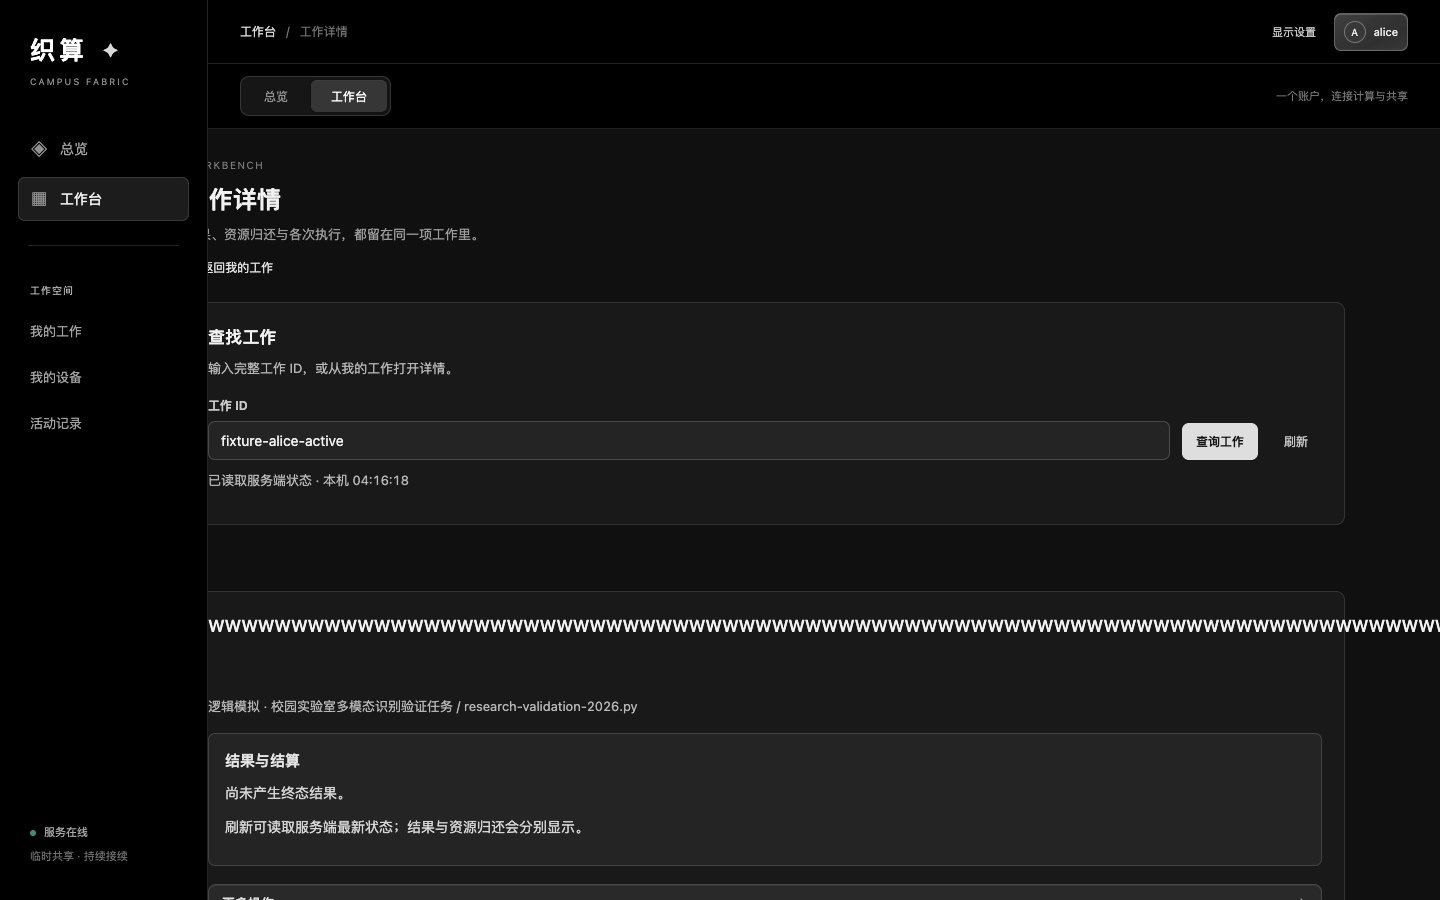 织算
CAMPUS FABRIC
总览
工作台
工作空间
我的工作
我的设备
活动记录
服务在线
临时共享 · 持续接续
工作台 / 工作详情
显示设置
A alice
总览 工作台
一个账户，连接计算与共享
RKBENCH
作详情
、资源归还与各次执行，都留在同一项工作里。
返回我的工作
查找工作
输入完整工作 ID，或从我的工作打开详情。
工作 ID
fixture-alice-active
查询工作
刷新
已读取服务端状态 · 本机 04:16:18
WWWWWWWWWWWWWWWWWWWWWWWWWWWWWWWWWWWWWWWWWWWWWWWWWWWWWWWWWWWWWWWWWWWWWWWWWW
逻辑模拟 · 校园实验室多模态识别验证任务 / research-validation-2026.py
结果与结算
尚未产生终态结果。
刷新可读取服务端最新状态；结果与资源归还会分别显示。